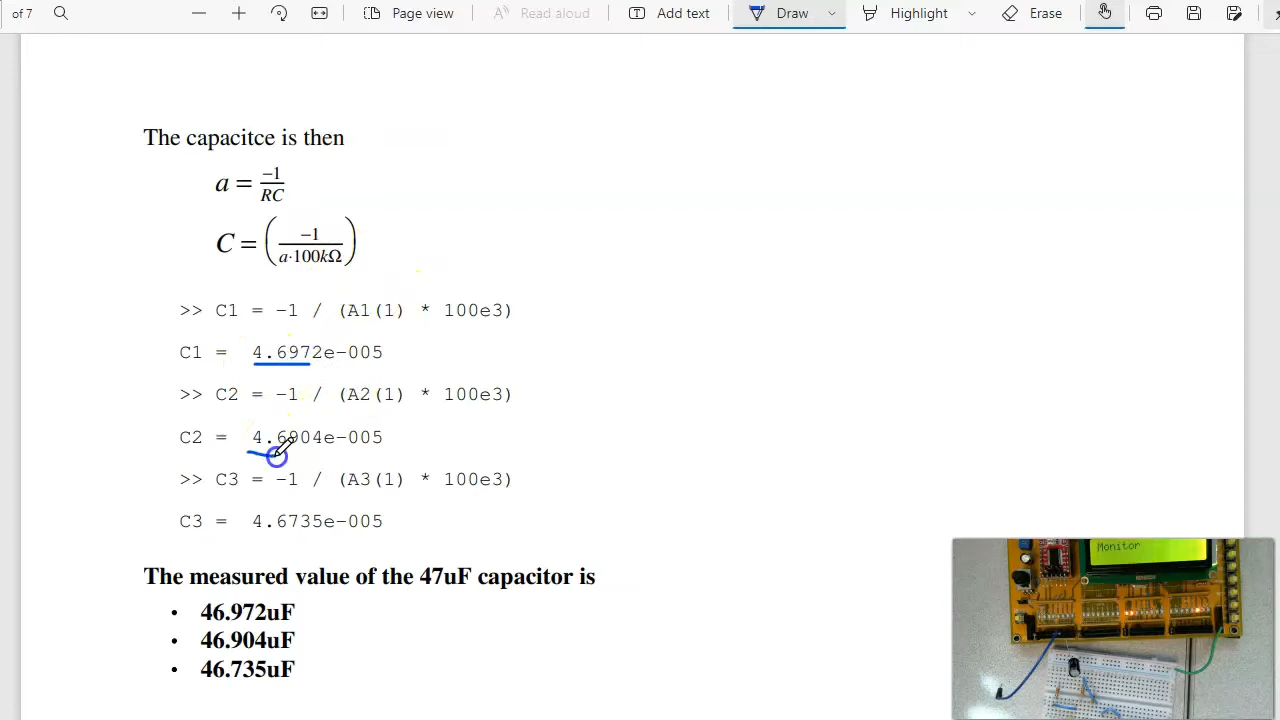 of 7 Page view Read aloud Add text Draw Highlight Erase
The capacitce is then
a = −1/RC
C = (−1/a·100kΩ)
>> C1 = -1 / (A1(1) * 100e3)
C1 = 4.6972e-005
>> C2 = -1 / (A2(1) * 100e3)
C2 = 4.6904e-005
>> C3 = -1 / (A3(1) * 100e3)
C3 = 4.6735e-005
The measured value of the 47uF capacitor is
• 46.972uF
• 46.904uF
• 46.735uF
Monitor